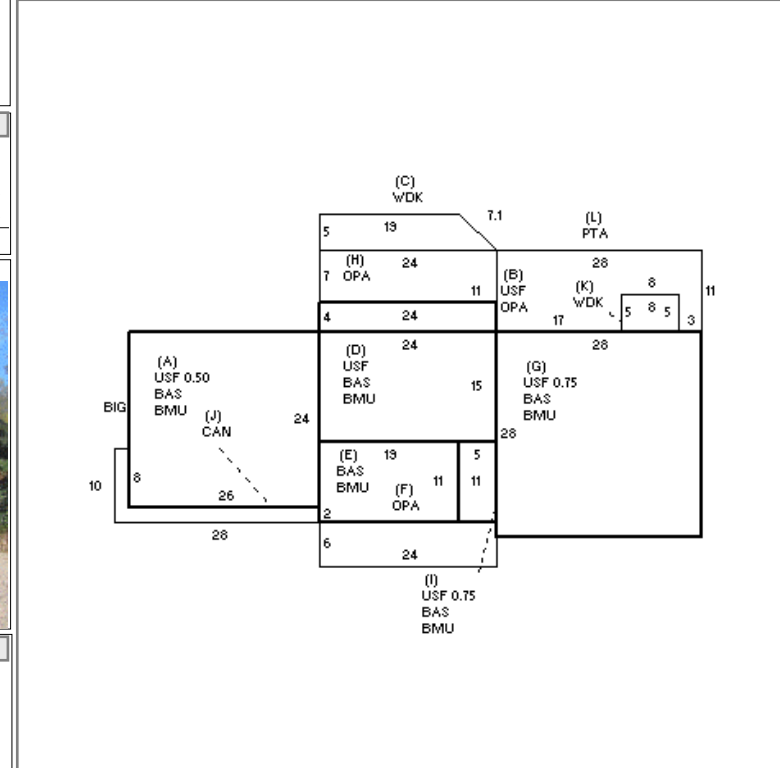 (C)
WDK
7.1
(L)
PTA
5
19
(H)
OPA
24
7
11
(B)
USF
OPA
28
(K)
WDK
8
11
5 8 5
4
24
17
3
24
28
(A)
USF 0.50
BAS
BMU
(D)
USF
BAS
BMU
15
(G)
USF 0.75
BAS
BMU
BIG
(J)
CAN
24
28
(E)
BAS
BMU
19
5
10
8
11
11
(F)
OPA
26
2
28
6
24
(I)
USF 0.75
BAS
BMU